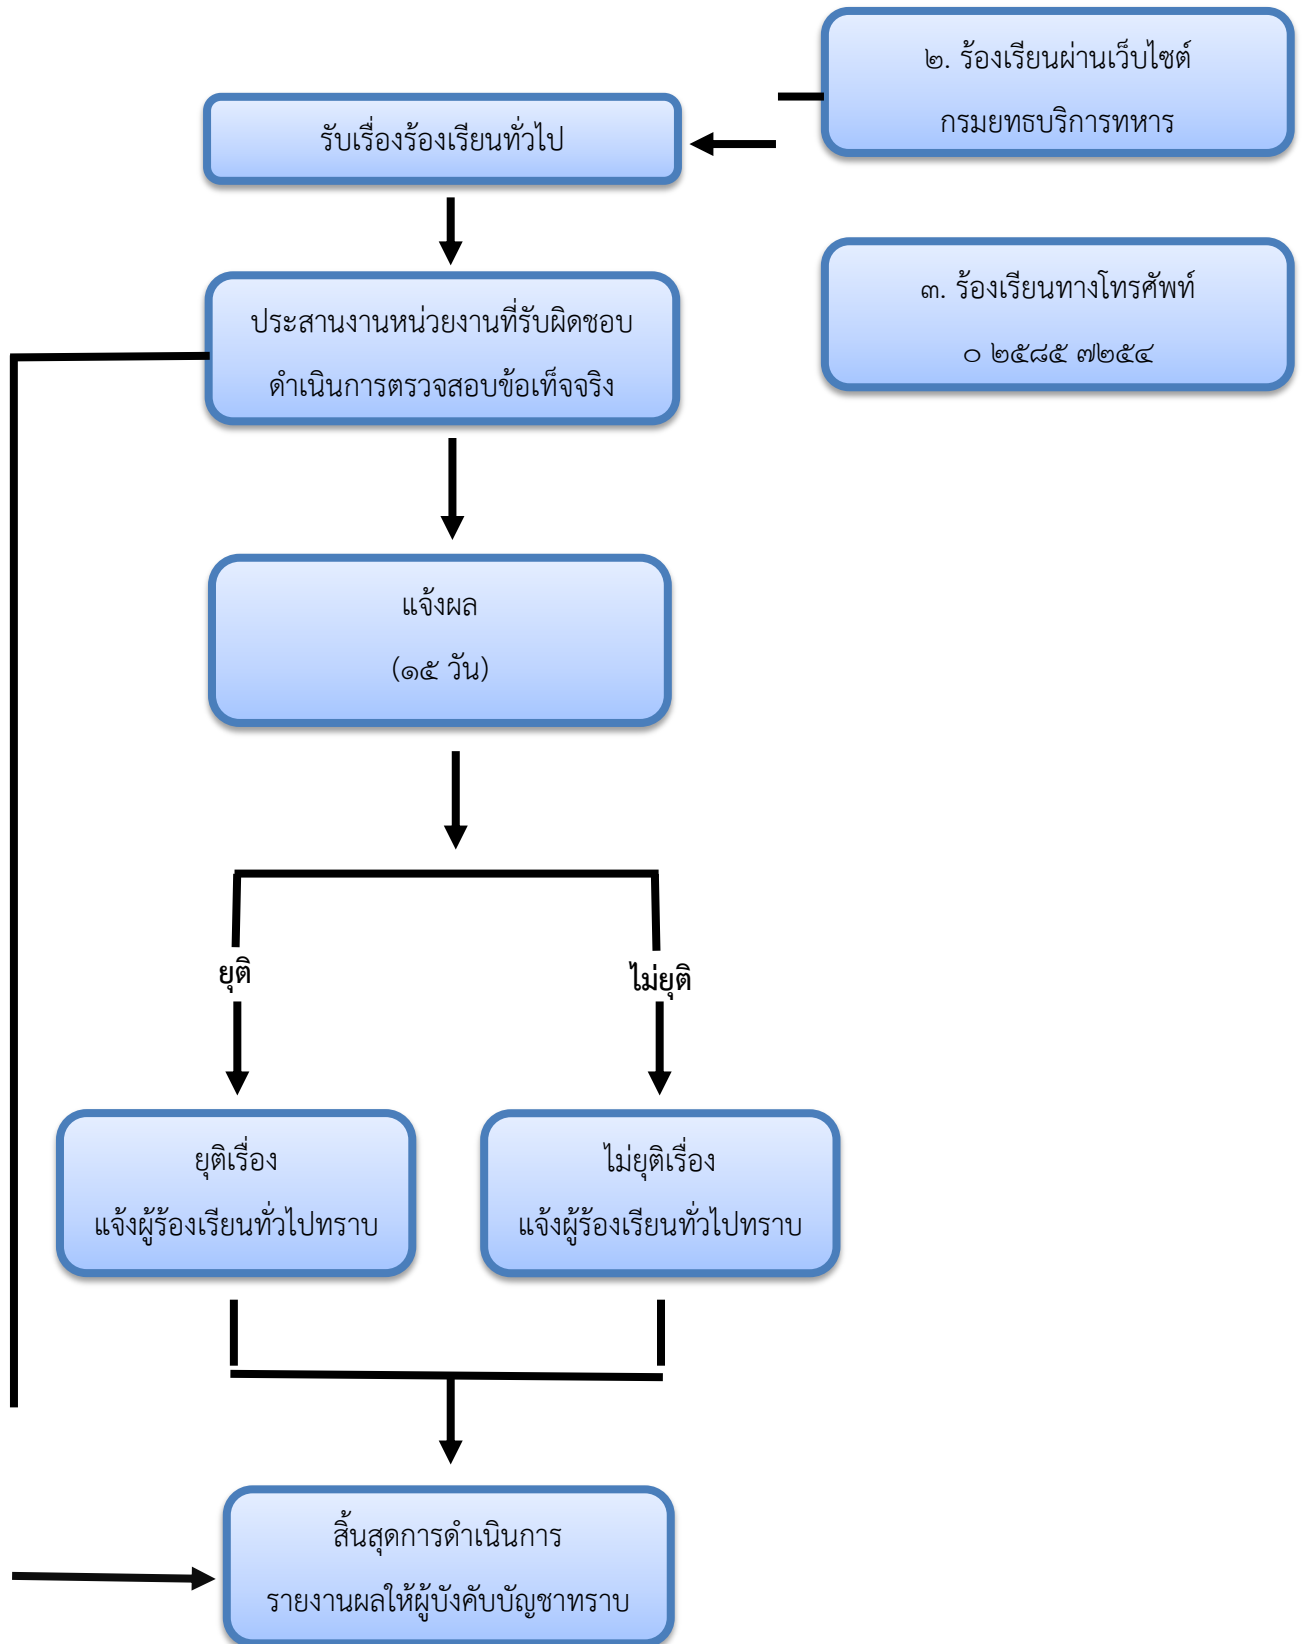 ๒. ร้องเรียนผ่านเว็บไซต์
กรมยุทธบริการทหาร
รับเรื่องร้องเรียนทั่วไป
๓. ร้องเรียนทางโทรศัพท์
๐ ๒๕๘๕ ๗๒๕๔
ประสานงานหน่วยงานที่รับผิดชอบ
ดำเนินการตรวจสอบข้อเท็จจริง
แจ้งผล
(๑๕ วัน)
ยุติ
ไม่ยุติ
ยุติเรื่อง
แจ้งผู้ร้องเรียนทั่วไปทราบ
ไม่ยุติเรื่อง
แจ้งผู้ร้องเรียนทั่วไปทราบ
สิ้นสุดการดำเนินการ
รายงานผลให้ผู้บังคับบัญชาทราบ